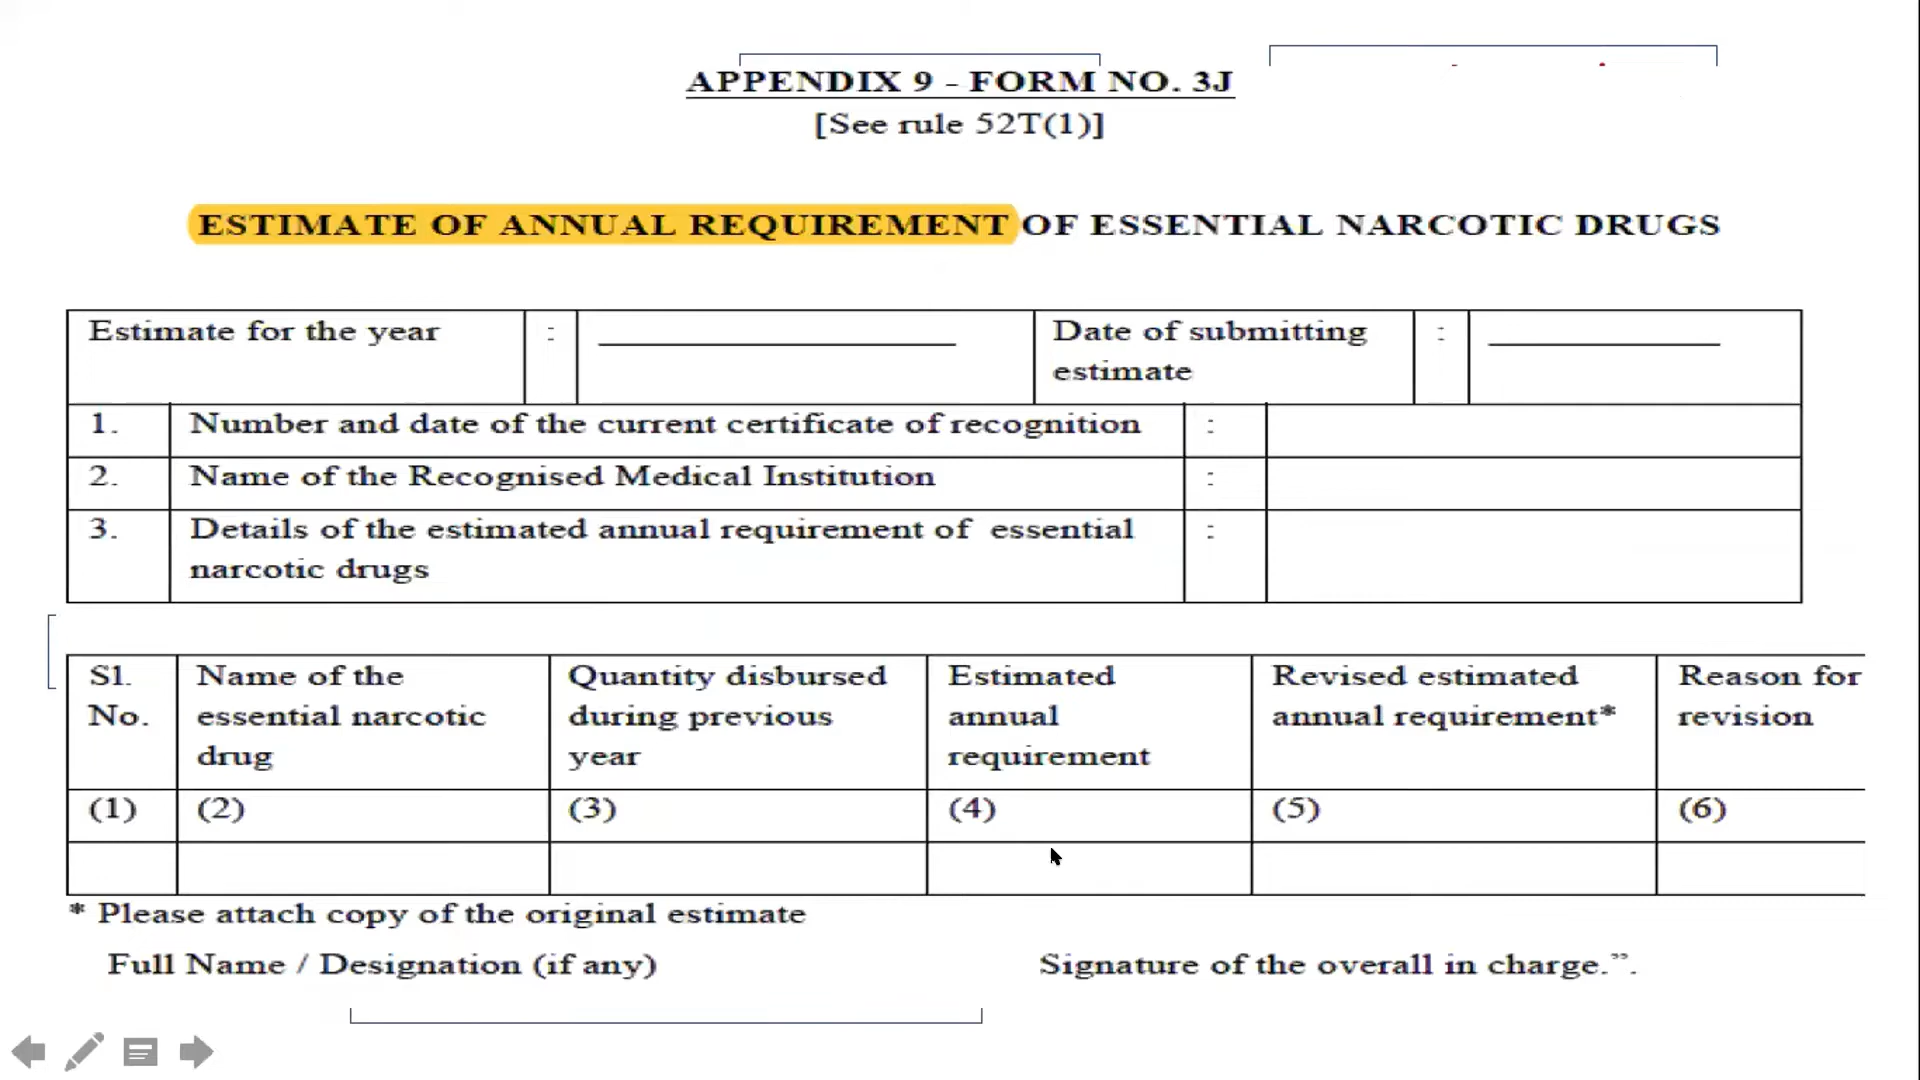 APPENDIX 9 - FORM NO. 3J
[See rule 52T(1)]
ESTIMATE OF ANNUAL REQUIREMENT OF ESSENTIAL NARCOTIC DRUGS
Estimate for the year : ____________________ Date of submitting : _____________
estimate
1. Number and date of the current certificate of recognition :
2. Name of the Recognised Medical Institution :
3. Details of the estimated annual requirement of essential :
narcotic drugs
Sl. Name of the Quantity disbursed Estimated Revised estimated Reason for
No. essential narcotic during previous annual annual requirement* revision
drug year requirement
(1) (2) (3) (4) (5) (6)
* Please attach copy of the original estimate
Full Name / Designation (if any) Signature of the overall in charge.”.